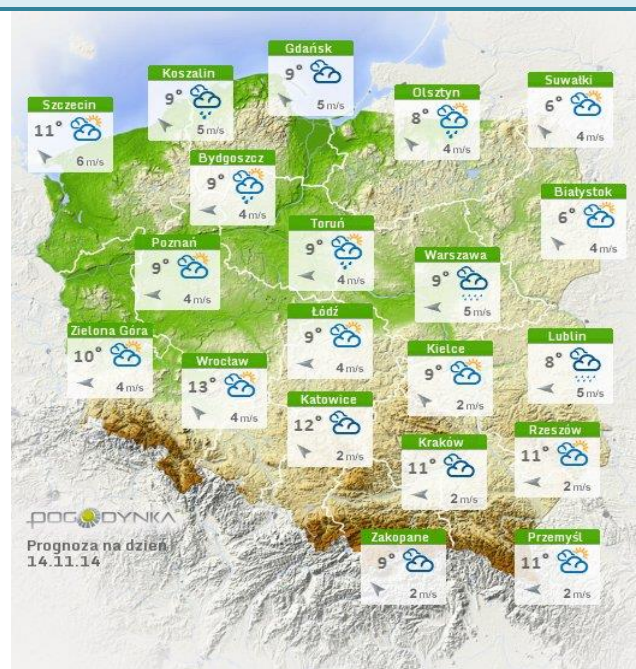 Gdańsk
9°
5 m/s
Koszalin
9°
5 m/s
Szczecin
11°
6 m/s
Olsztyn
8°
4 m/s
Suwałki
6°
4 m/s
Bydgoszcz
9°
4 m/s
Białystok
6°
4 m/s
Toruń
9°
4 m/s
Poznań
9°
4 m/s
Warszawa
9°
5 m/s
Łódź
9°
4 m/s
Zielona Góra
10°
4 m/s
Wrocław
13°
4 m/s
Kielce
9°
2 m/s
Lublin
8°
5 m/s
Katowice
12°
2 m/s
Kraków
11°
2 m/s
Rzeszów
11°
2 m/s
Zakopane
9°
2 m/s
Przemyśl
11°
2 m/s
POGODYNKA
Prognoza na dzień
14.11.14